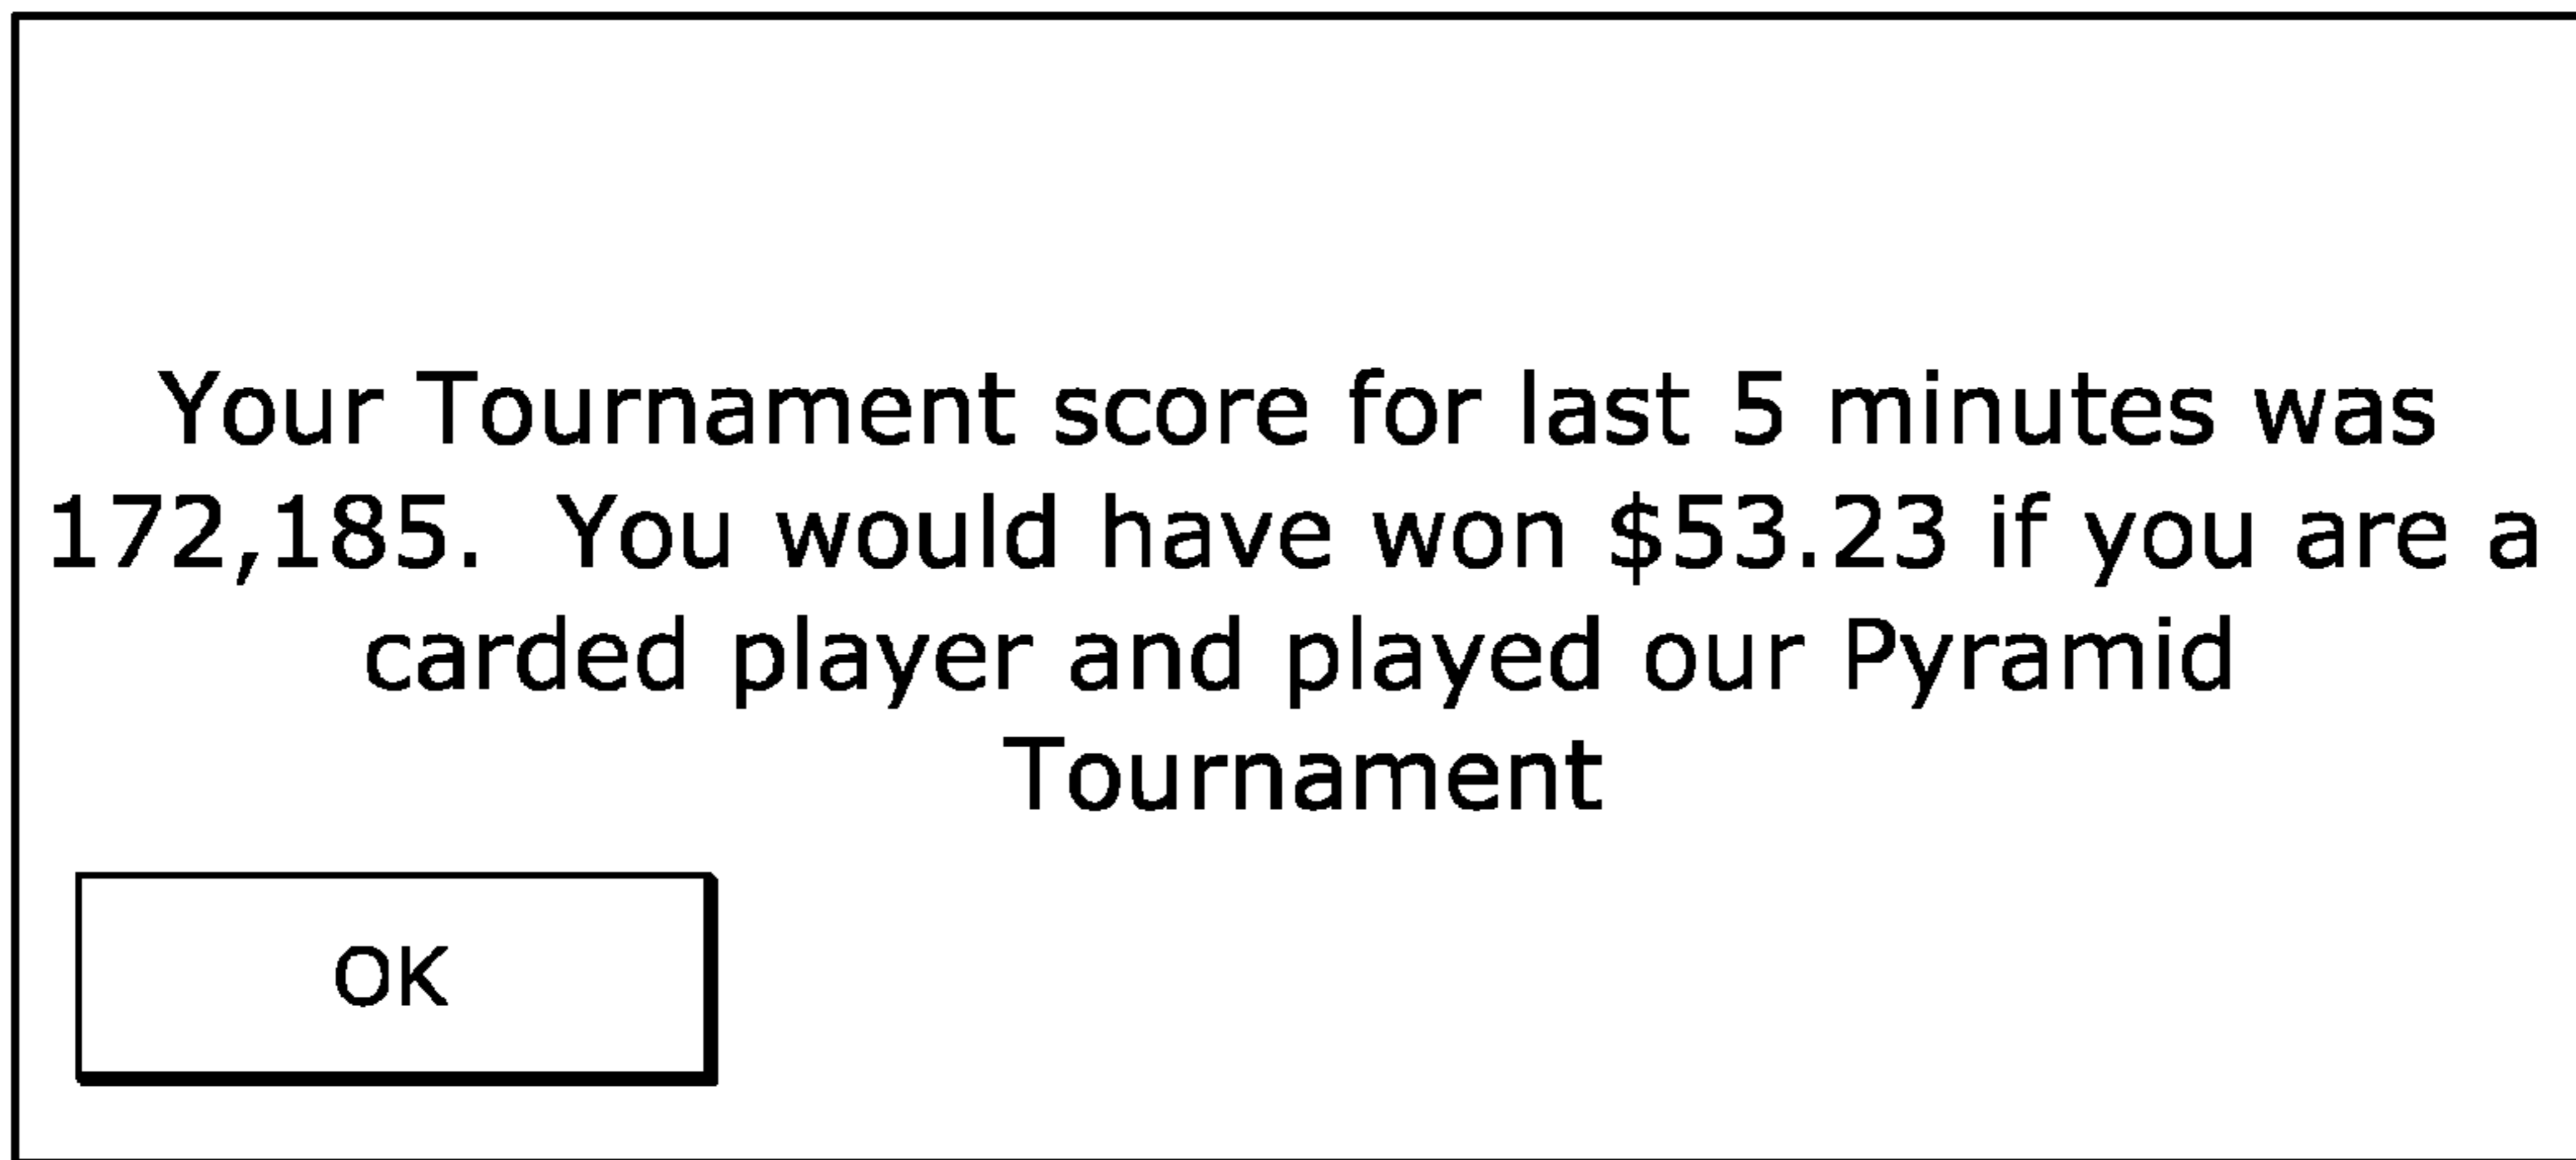 Your Tournament score for last 5 minutes was
172,185.  You would have won $53.23 if you are a
carded player and played our Pyramid
Tournament
OK